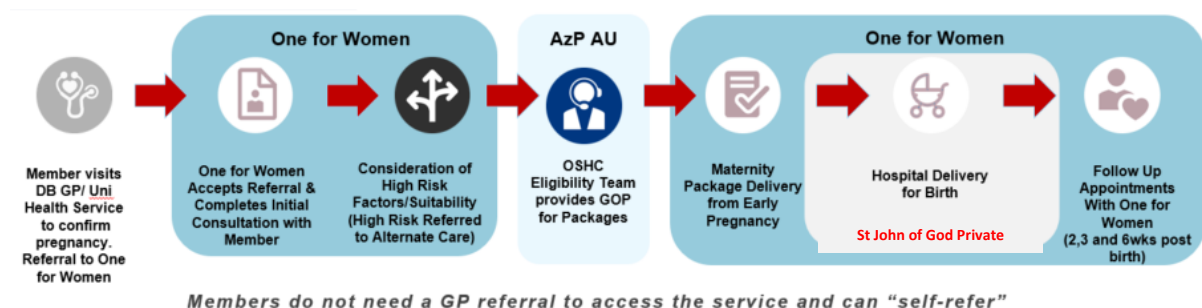 One for Women
AzP AU
One for Women
Member visits
DB GP/ Uni
Health Service
to confirm
pregnancy.
Referral to One
for Women
One for Women
Accepts Referral &
Completes Initial
Consultation with
Member
Consideration of
High Risk
Factors/Suitability
(High Risk Referred
to Alternate Care)
OSHC
Eligibility Team
provides GOP
for Packages
Maternity
Package Delivery
from Early
Pregnancy
Hospital Delivery
for Birth
St John of God Private
Follow Up
Appointments
With One for
Women
(2,3 and 6wks post
birth)
Members do not need a GP referral to access the service and can “self-refer”